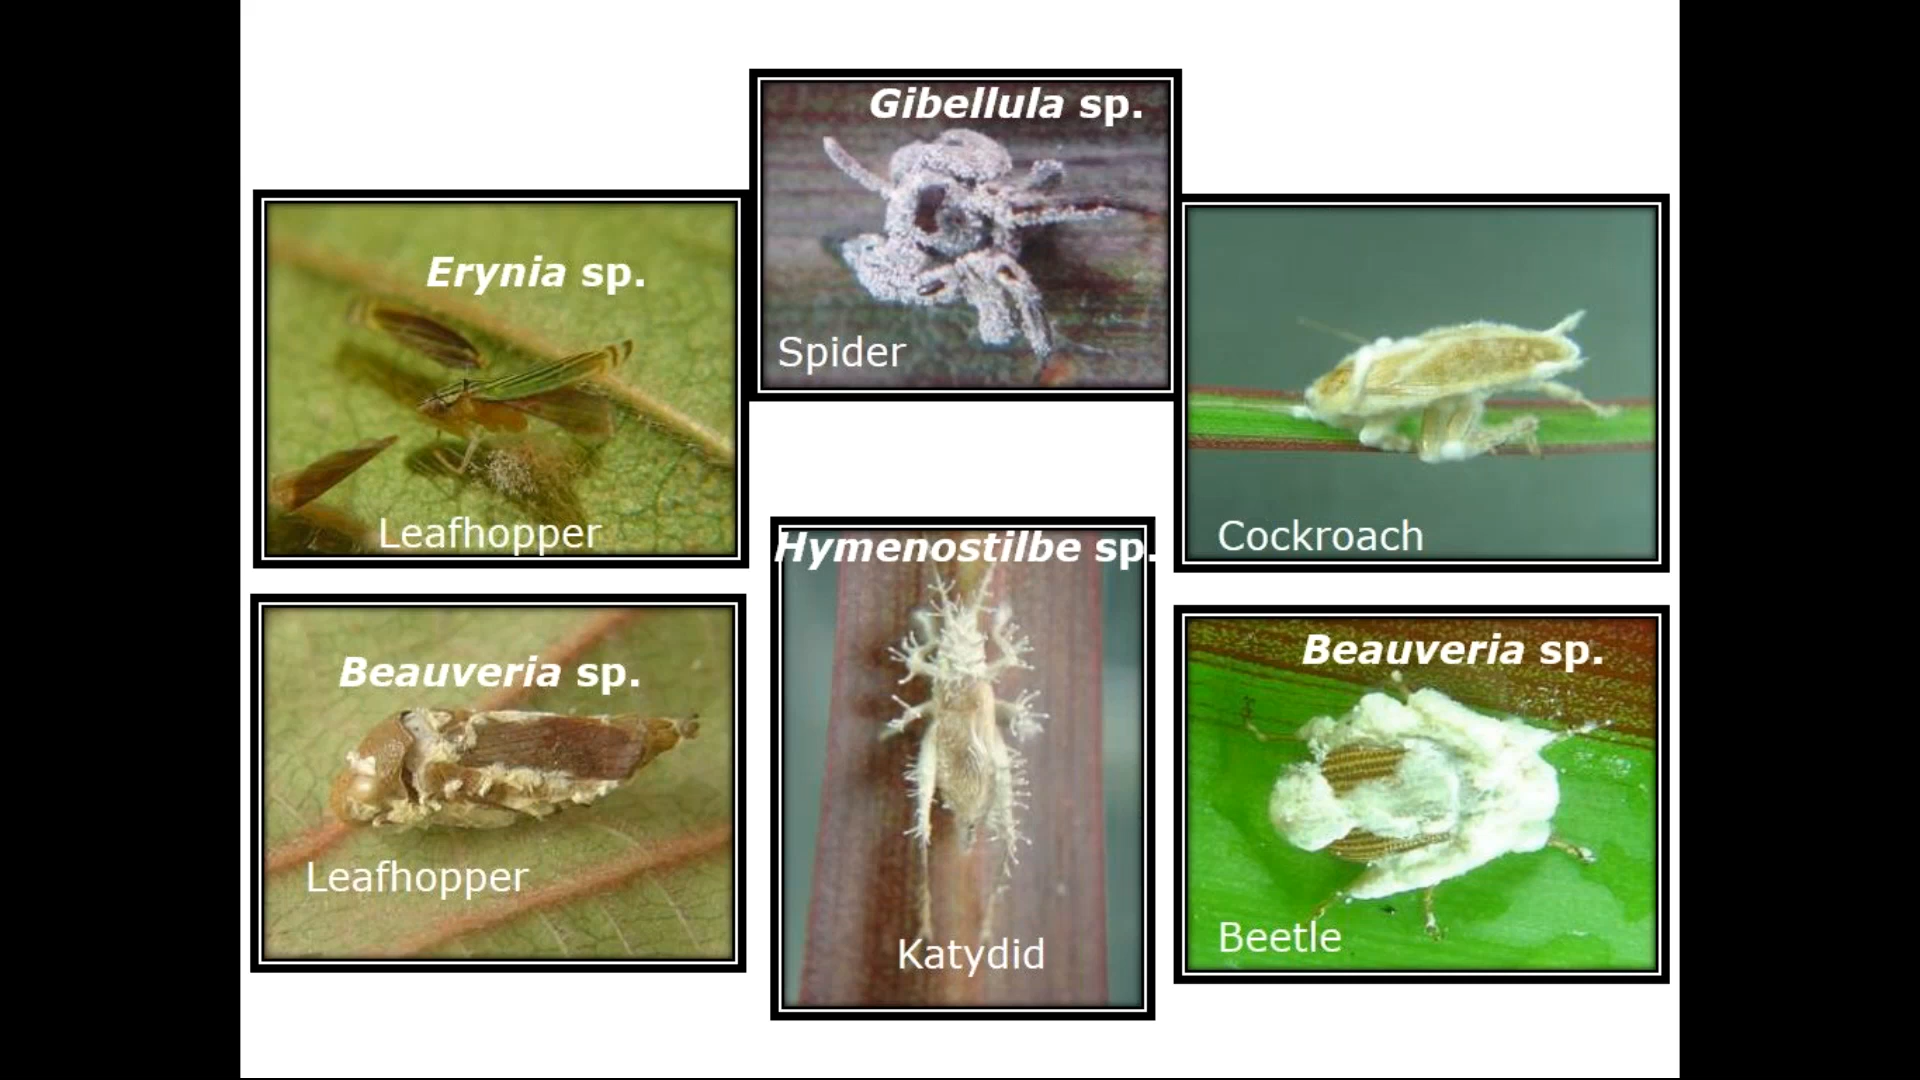 Gibellula sp.
Spider
Erynia sp.
Leafhopper
Cockroach
Beauveria sp.
Leafhopper
Hymenostilbe sp.
Katydid
Beauveria sp.
Beetle